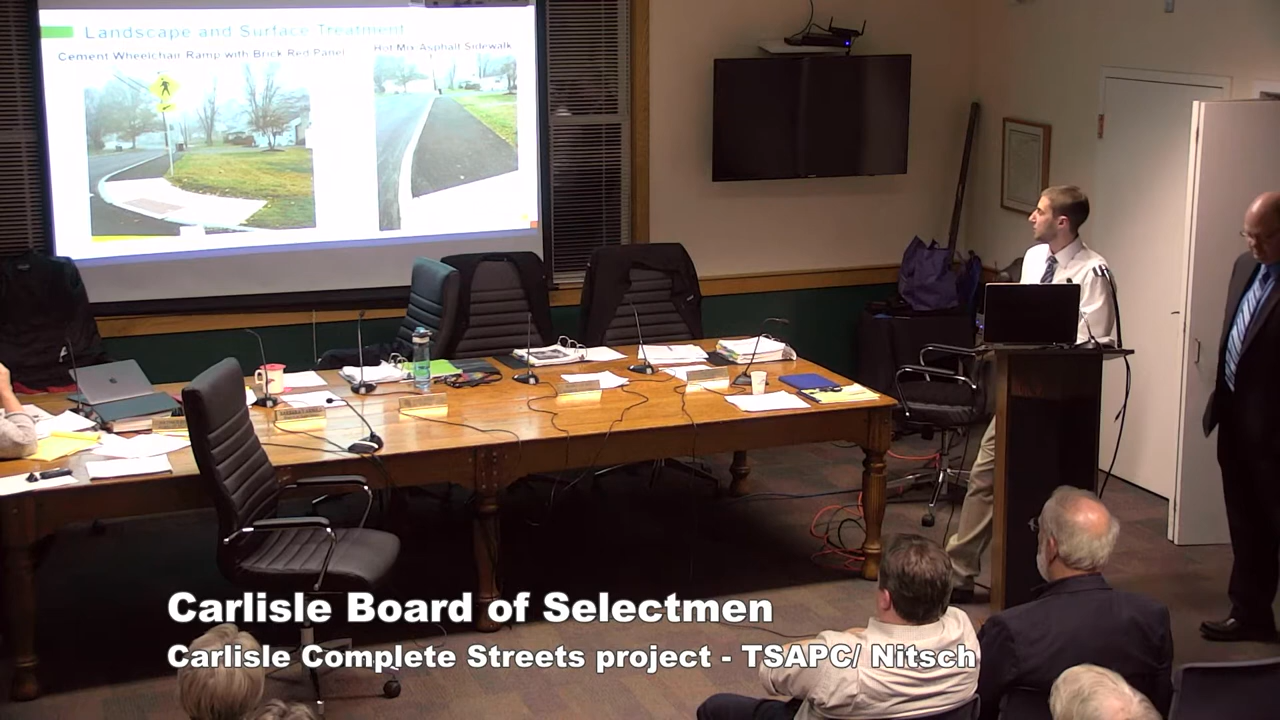 Landscape and Surface Treatment
Cement Wheelchair Ramp with Brick Red Panel
Hot Mix Asphalt Sidewalk
Carlisle Board of Selectmen
Carlisle Complete Streets project - TSAPC/ Nitsch